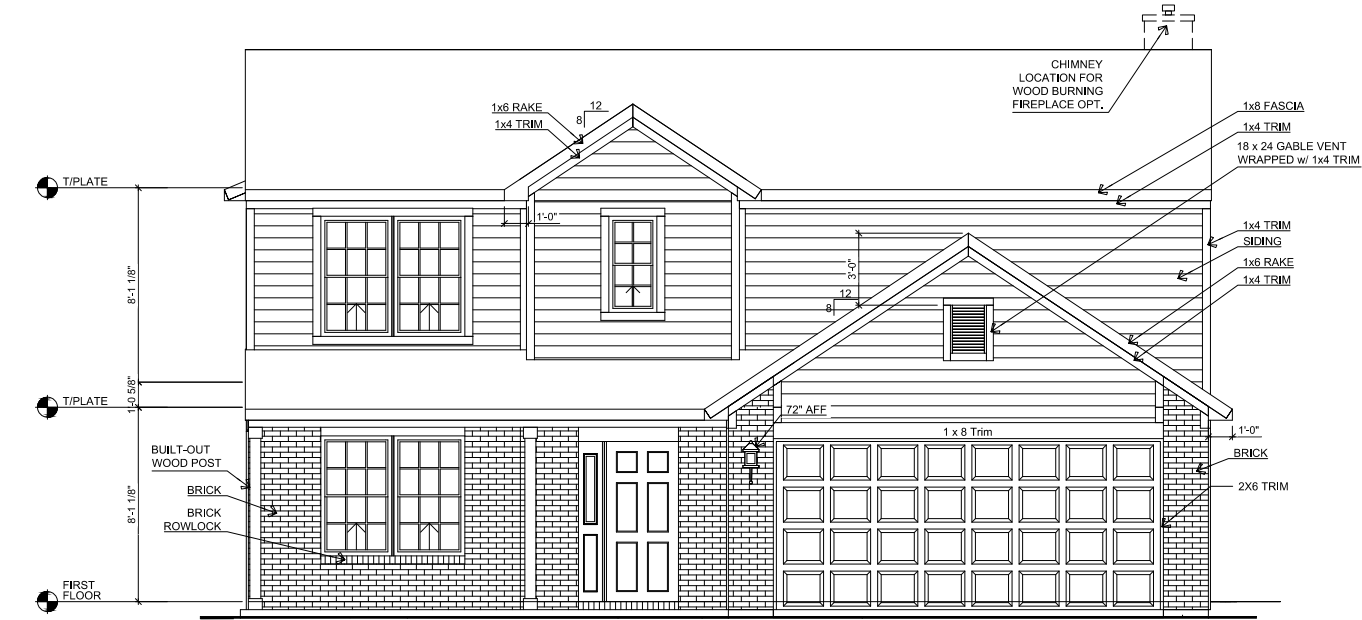 CHIMNEY
LOCATION FOR
WOOD BURNING
FIREPLACE OPT.
1x6 RAKE
12
8
1x4 TRIM
1x8 FASCIA
1x4 TRIM
18 x 24 GABLE VENT
WRAPPED w/ 1x4 TRIM
T/PLATE
1'-0"
1x4 TRIM
SIDING
1x6 RAKE
1x4 TRIM
3'-0"
12
8
8'-1 1/8"
1'-0 5/8"
T/PLATE
72" AFF
1 x 8 Trim
1'-0"
BRICK
2X6 TRIM
BUILT-OUT
WOOD POST
BRICK
BRICK
ROWLOCK
8'-1 1/8"
FIRST
FLOOR